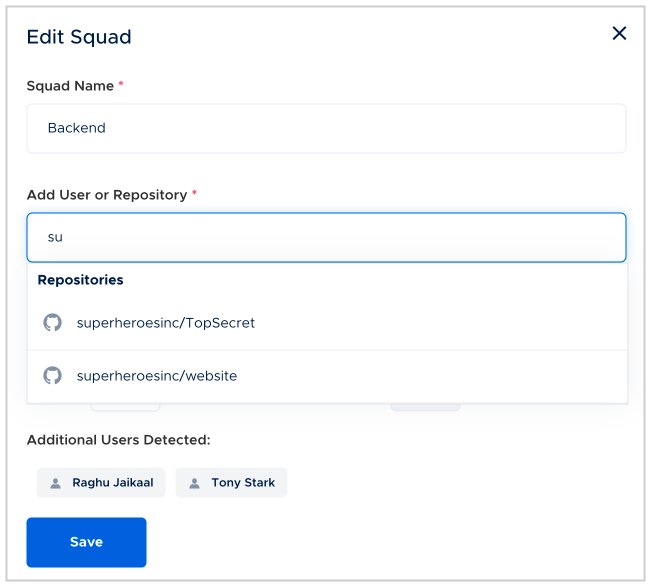 Edit Squad
Squad Name *
Backend
Add User or Repository *
su
Repositories
superheroesinc/TopSecret
superheroesinc/website
Additional Users Detected:
Raghu Jaikaal Tony Stark
Save